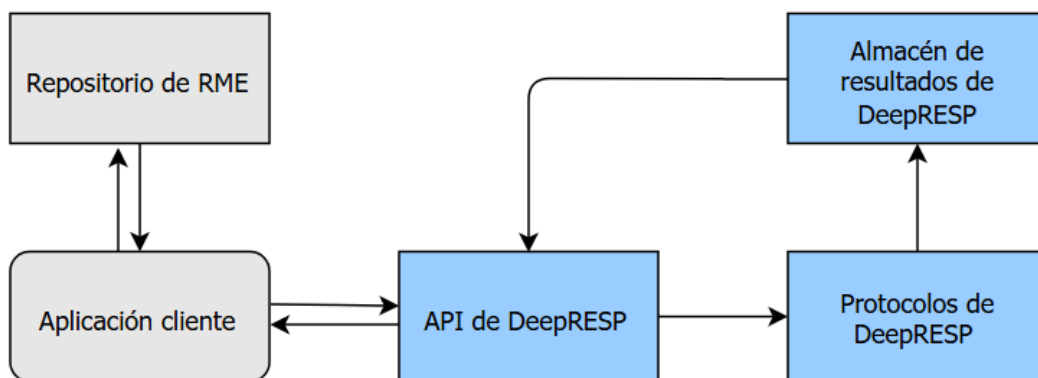 Repositorio de RME
Almacén de
resultados de
DeepRESP
Aplicación cliente
API de DeepRESP
Protocolos de
DeepRESP